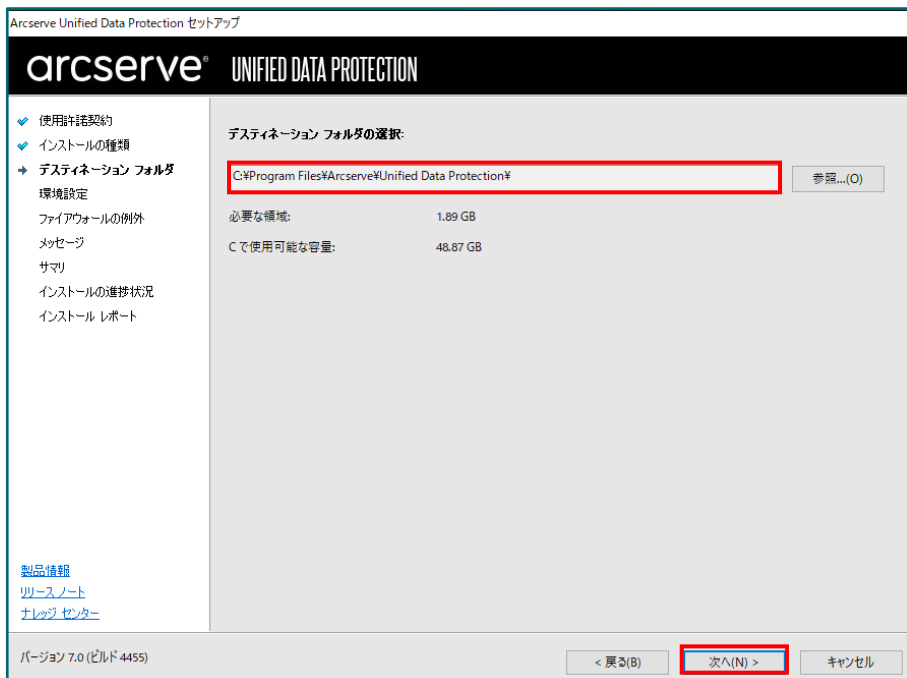 Arcserve Unified Data Protection セットアップ
arcserve® UNIFIED DATA PROTECTION
使用許諾契約
インストールの種類
デスティネーション フォルダ
環境設定
ファイアウォールの例外
メッセージ
サマリ
インストールの進捗状況
インストール レポート
デスティネーション フォルダの選択:
C:¥Program Files¥Arcserve¥Unified Data Protection¥
参照...(O)
必要な領域: 1.89 GB
C で使用可能な容量: 48.87 GB
製品情報
リリース ノート
ナレッジ センター
バージョン 7.0 (ビルド 4455)
< 戻る(B) 次へ(N) > キャンセル